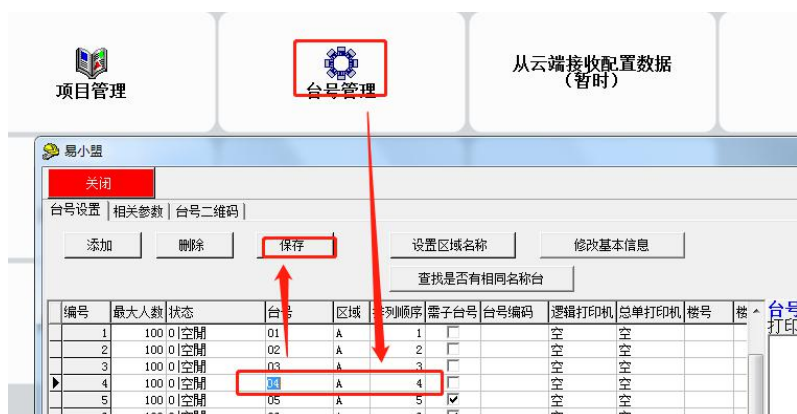 项目管理
台号管理
从云端接收配置数据
(暂时)
易小盟
关闭
台号设置 相关参数 台号二维码
添加 删除 保存 设置区域名称 修改基本信息
查找是否有相同名称台
编号 最大人数 状态 台号 区域 排列顺序 需子台号 台号编码 逻辑打印机 总单打印机 楼号 楼 台号
打印
1 100 0|空閒 01 A 1 空 空
2 100 0|空閒 02 A 2 空 空
3 100 0|空閒 03 A 3 空 空
4 100 0|空閒 04 A 4 空 空
5 100 0|空閒 05 A 5 空 空